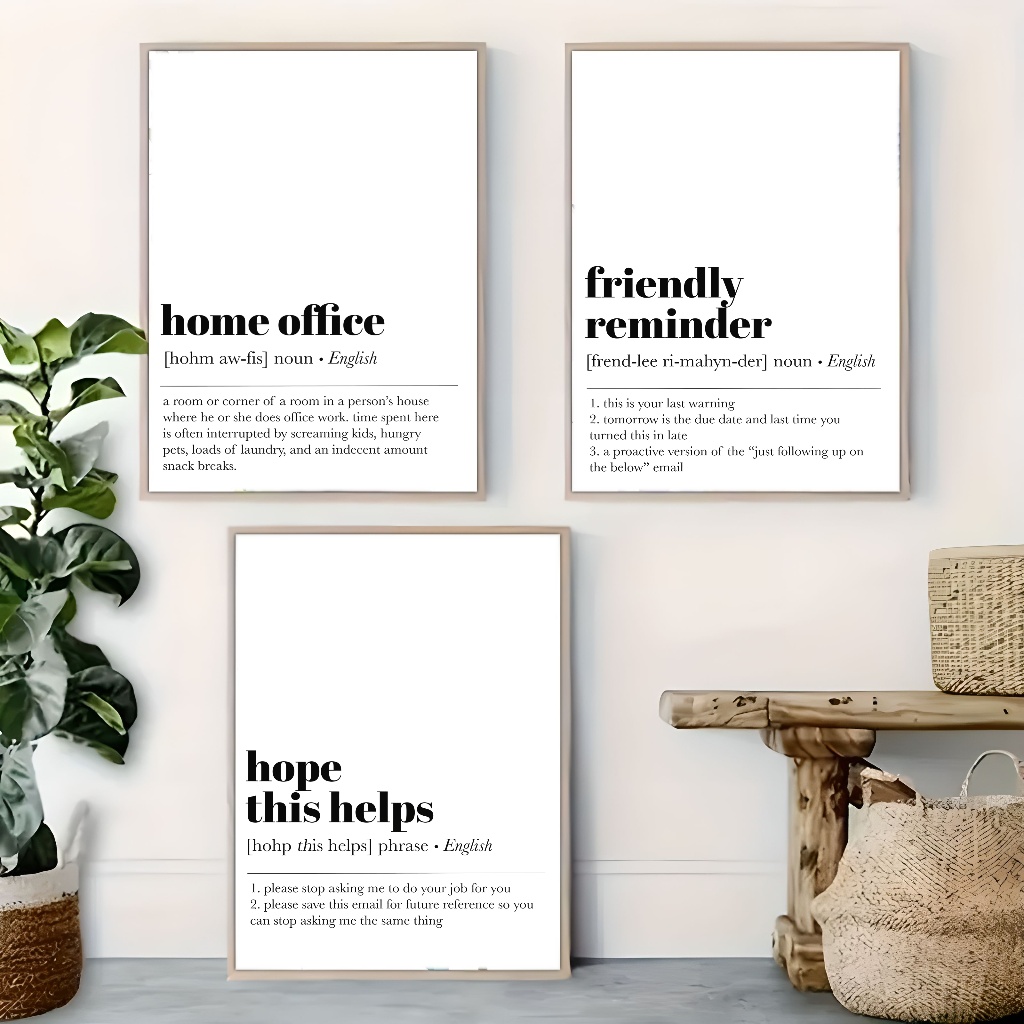 home office
[hohm aw-fis] noun • English
a room or corner of a room in a person's house
where he or she does office work. time spent here
is often interrupted by screaming kids, hungry
pets, loads of laundry, and an indecent amount
snack breaks.
friendly
reminder
[frend-lee ri-mahyn-der] noun • English
1. this is your last warning
2. tomorrow is the due date and last time you
turned this in late
3. a proactive version of the “just following up on
the below” email
hope
this helps
[hohp this helps] phrase • English
1. please stop asking me to do your job for you
2. please save this email for future reference so you
can stop asking me the same thing